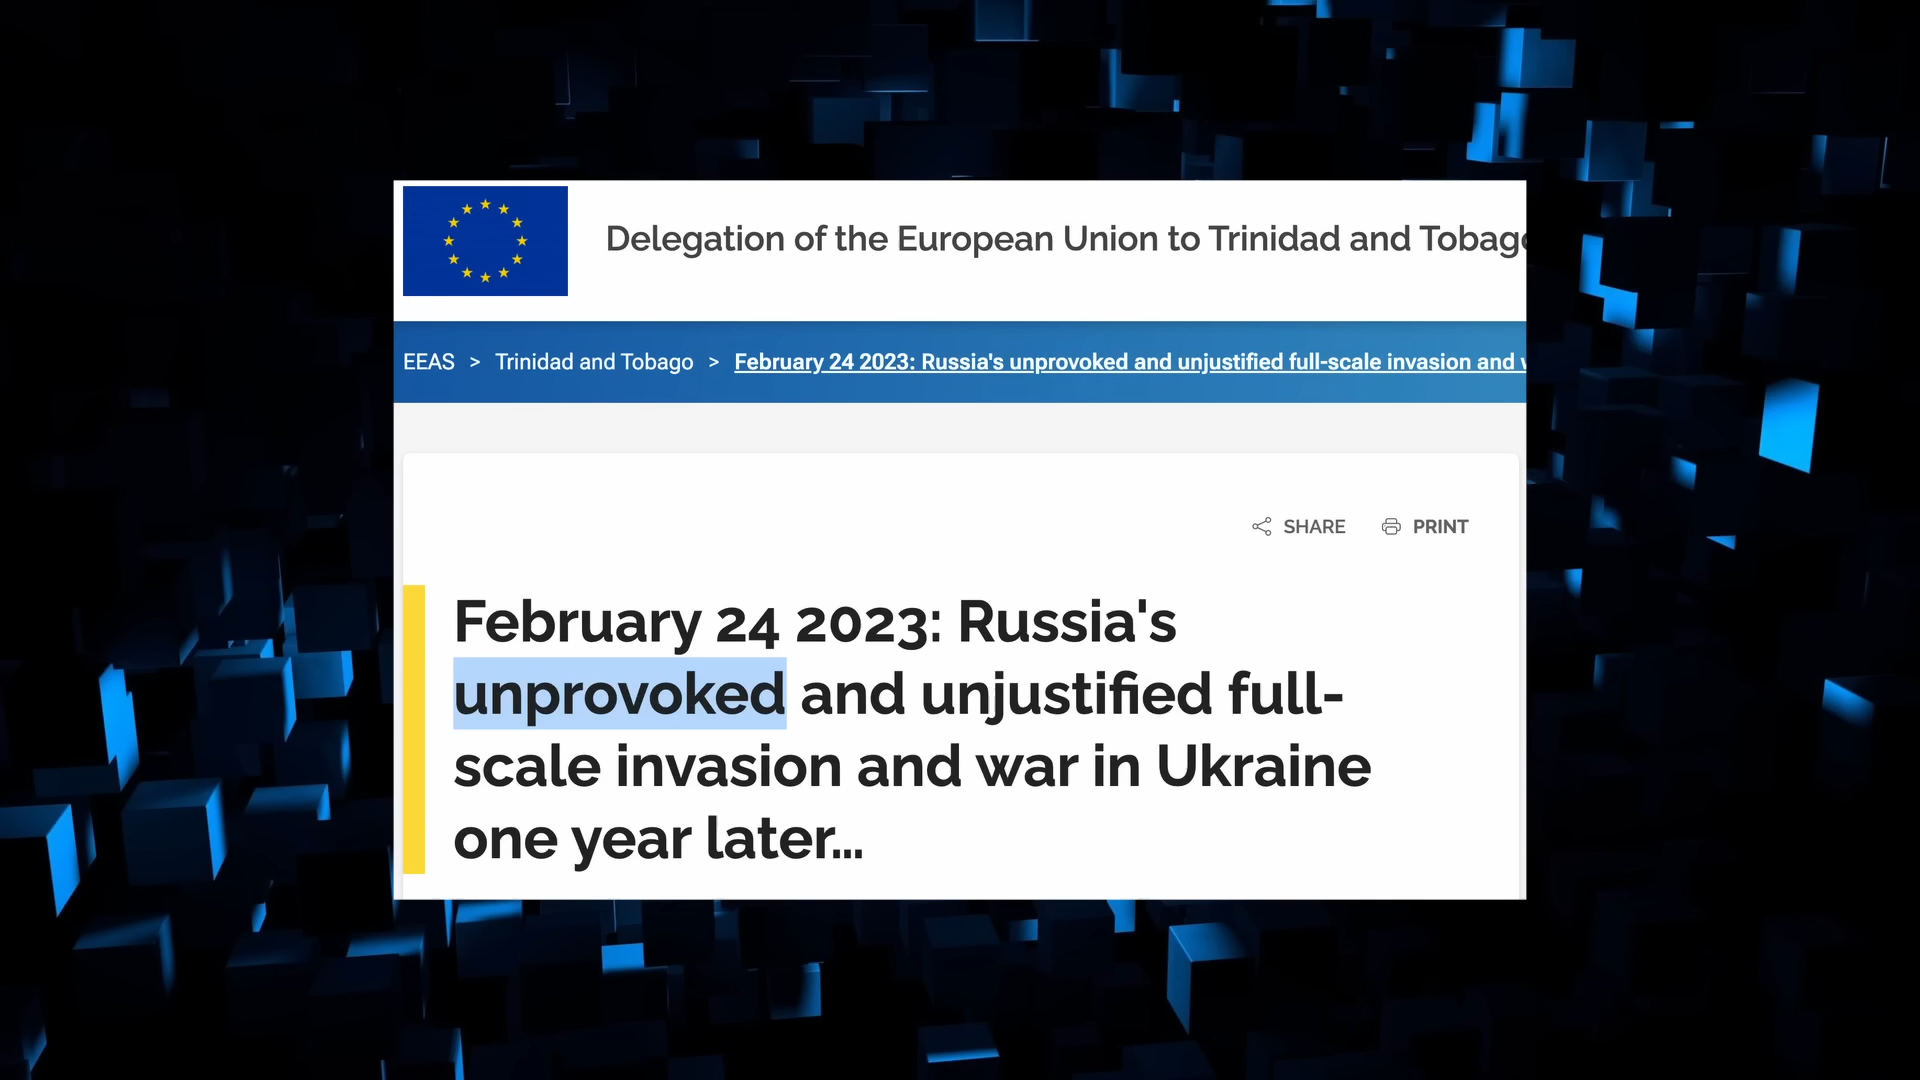 Delegation of the European Union to Trinidad and Tobago
EEAS > Trinidad and Tobago > February 24 2023: Russia's unprovoked and unjustified full-scale invasion and
SHARE PRINT
February 24 2023: Russia's
unprovoked and unjustified full-
scale invasion and war in Ukraine
one year later...